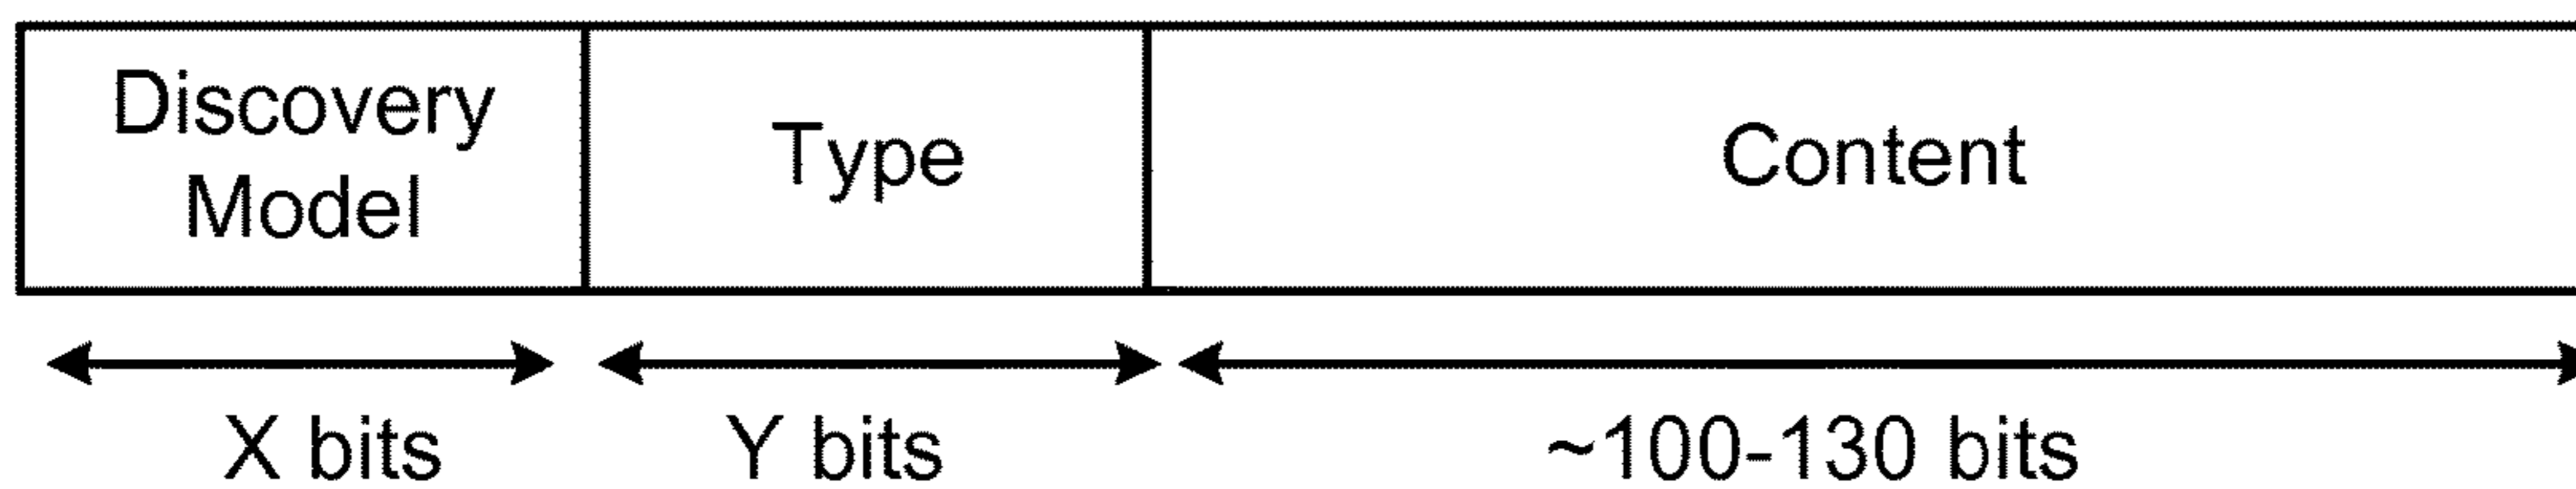 Discovery
Model
Type
Content
X bits
Y bits
~100-130 bits